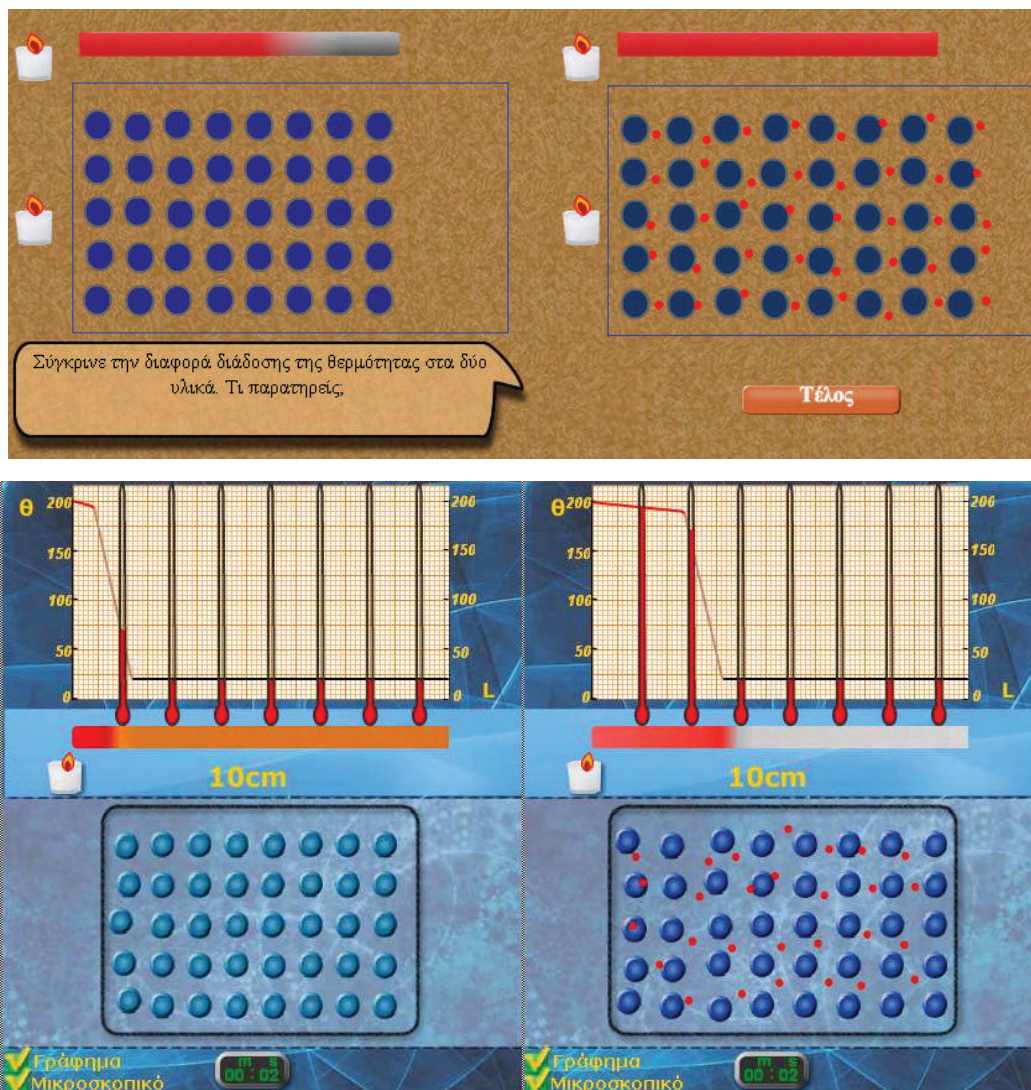 Σύγκρινε την διαφορά διάδοσης της θερμότητας στα δύο
υλικά. Τι παρατηρείς;
Τέλος
θ 200 200
150 150
100 100
50 50
0 0 L
10cm
Γράφημα
Μικροσκοπικό
m s
00 : 02
θ 200 200
150 150
100 100
50 50
0 0 L
10cm
Γράφημα
Μικροσκοπικό
m s
00 : 02